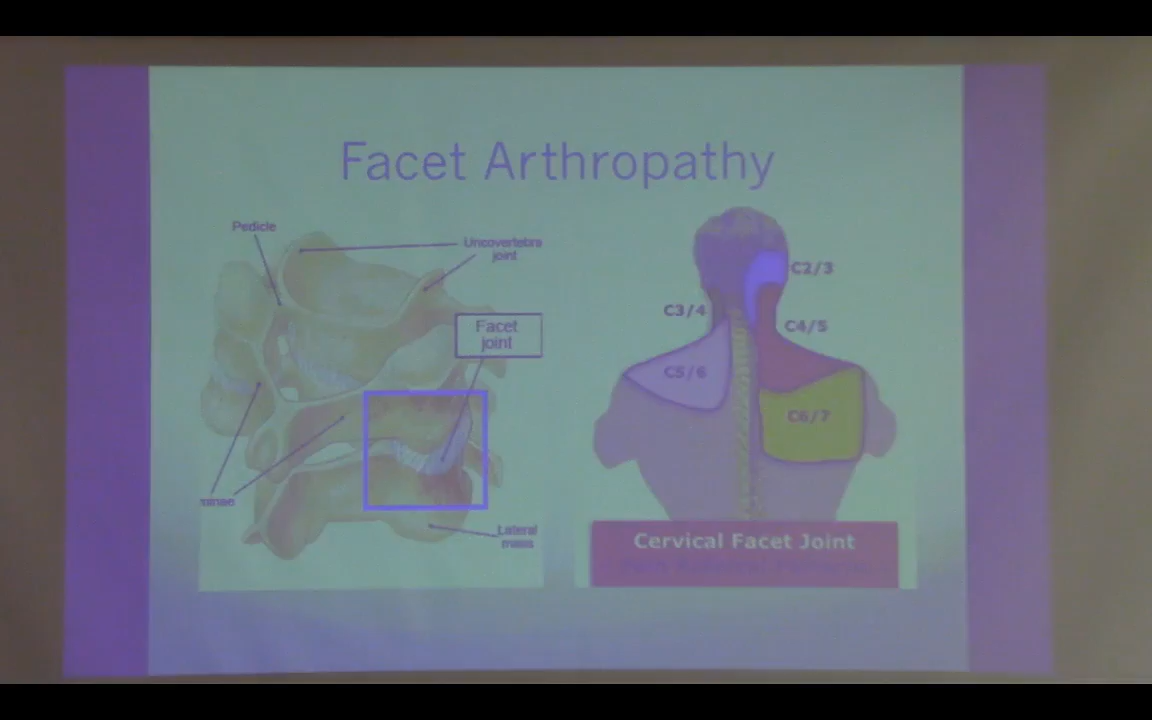 Facet Arthropathy
Pedicle
Uncovertebra
joint
Facet
joint
Lateral
mass
C2/3
C3/4
C4/5
C5/6
C6/7
Cervical Facet Joint